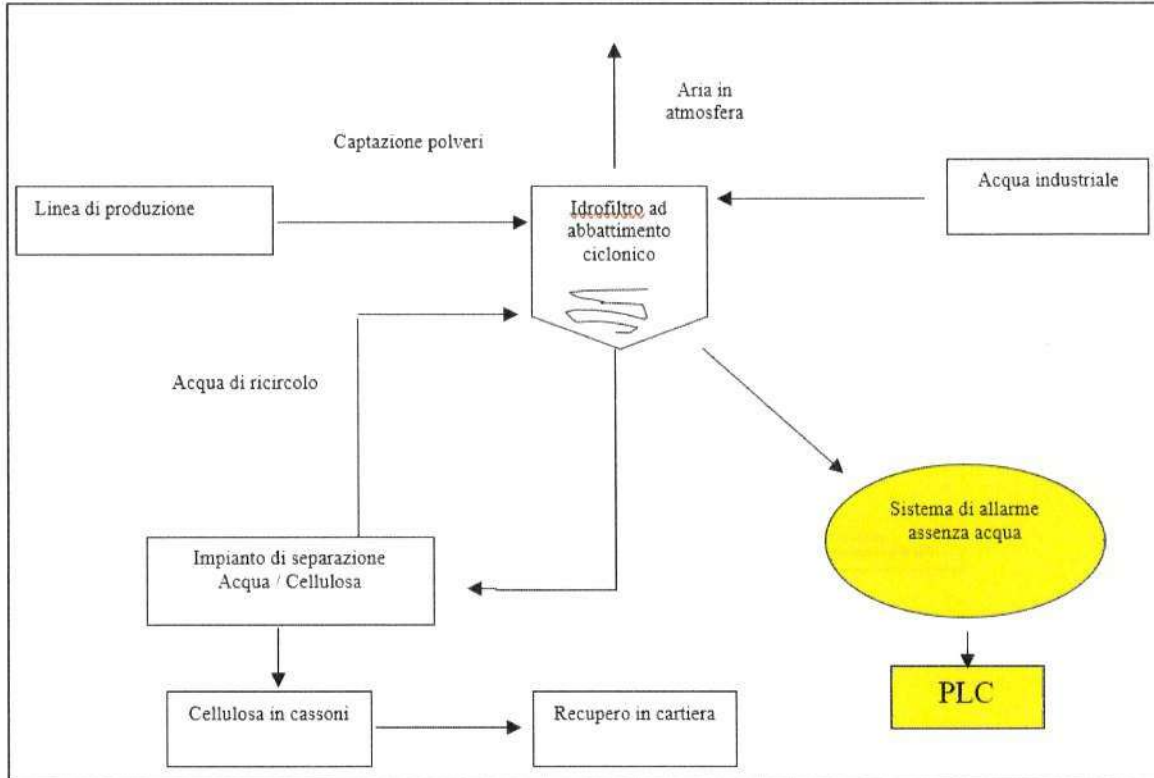 Aria in
atmosfera
Captazione polveri
Linea di produzione
Idrofiltro ad
abbattimento
ciclonico
Acqua industriale
Acqua di ricircolo
Sistema di allarme
assenza acqua
Impianto di separazione
Acqua / Cellulosa
PLC
Cellulosa in cassoni
Recupero in cartiera